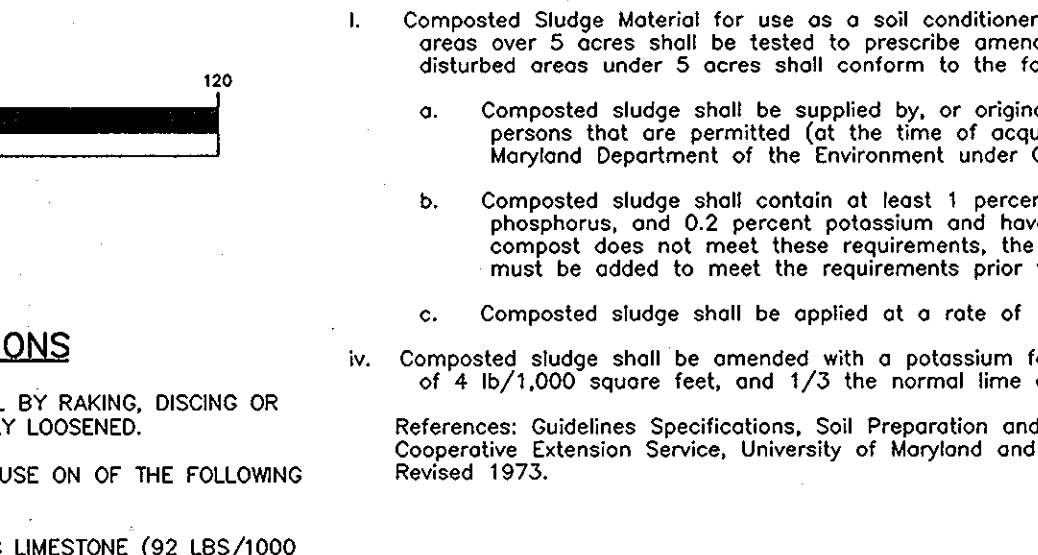 120
ONS
L BY RAKING, DISCING OR
Y LOOSENED.
USE ON OF THE FOLLOWING
LIMESTONE (92 LBS/1000
I. Composted Sludge Material for use as a soil conditioner
areas over 5 acres shall be tested to prescribe amend
disturbed areas under 5 acres shall conform to the fo
a. Composted sludge shall be supplied by, or origina
persons that are permitted (at the time of acqu
Maryland Department of the Environment under
b. Composted sludge shall contain at least 1 percen
phosphorus, and 0.2 percent potassium and have
compost does not meet these requirements, the
must be added to meet the requirements prior
c. Composted sludge shall be applied at a rate of
iv. Composted sludge shall be amended with a potassium fe
of 4 lb/1,000 square feet, and 1/3 the normal lime
References: Guidelines Specifications, Soil Preparation and
Cooperative Extension Service, University of Maryland and
Revised 1973.